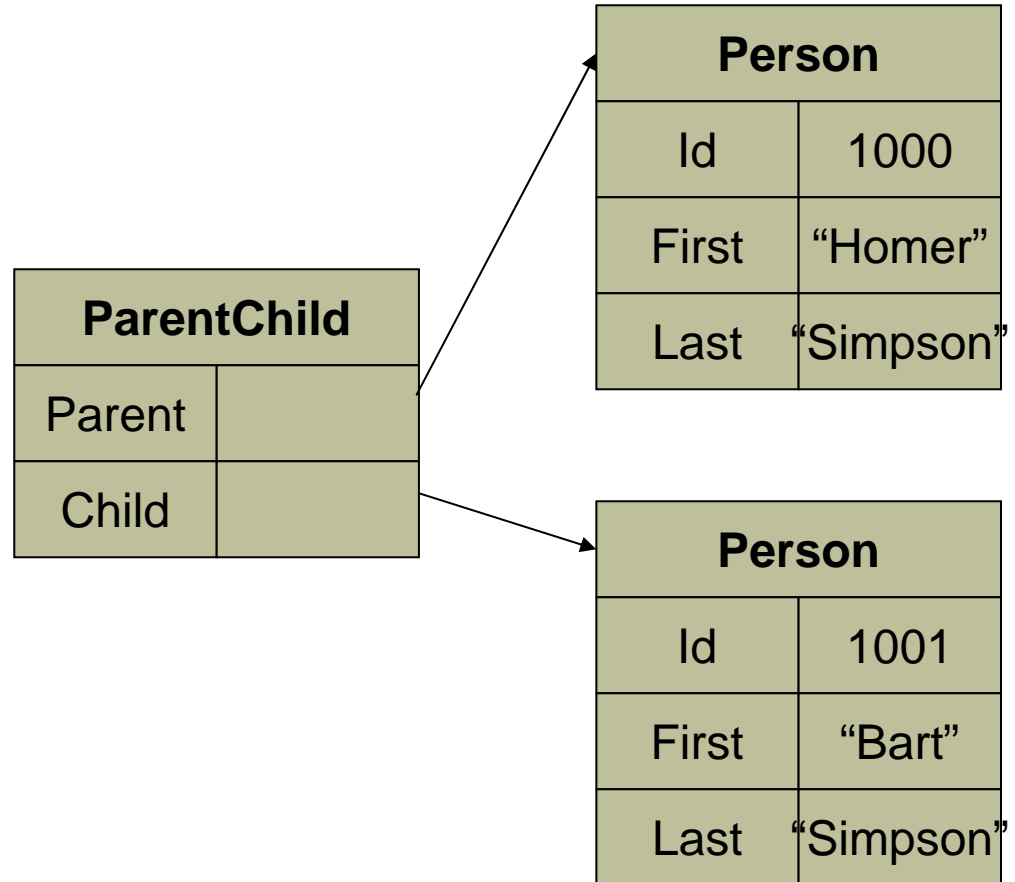 Person
Id 1000
First “Homer”
Last “Simpson”
ParentChild
Parent
Child
Person
Id 1001
First “Bart”
Last “Simpson”